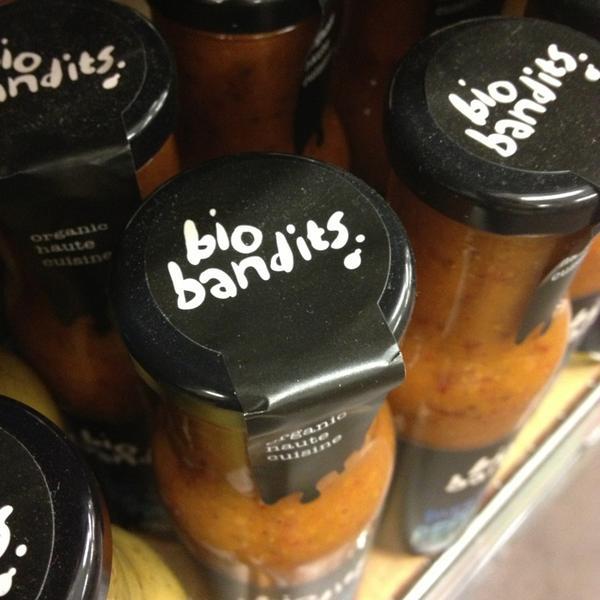 bio
bandits.
organic
haute
cuisine
bio
bandits.
organic
haute
cuisine
bio
bandits.